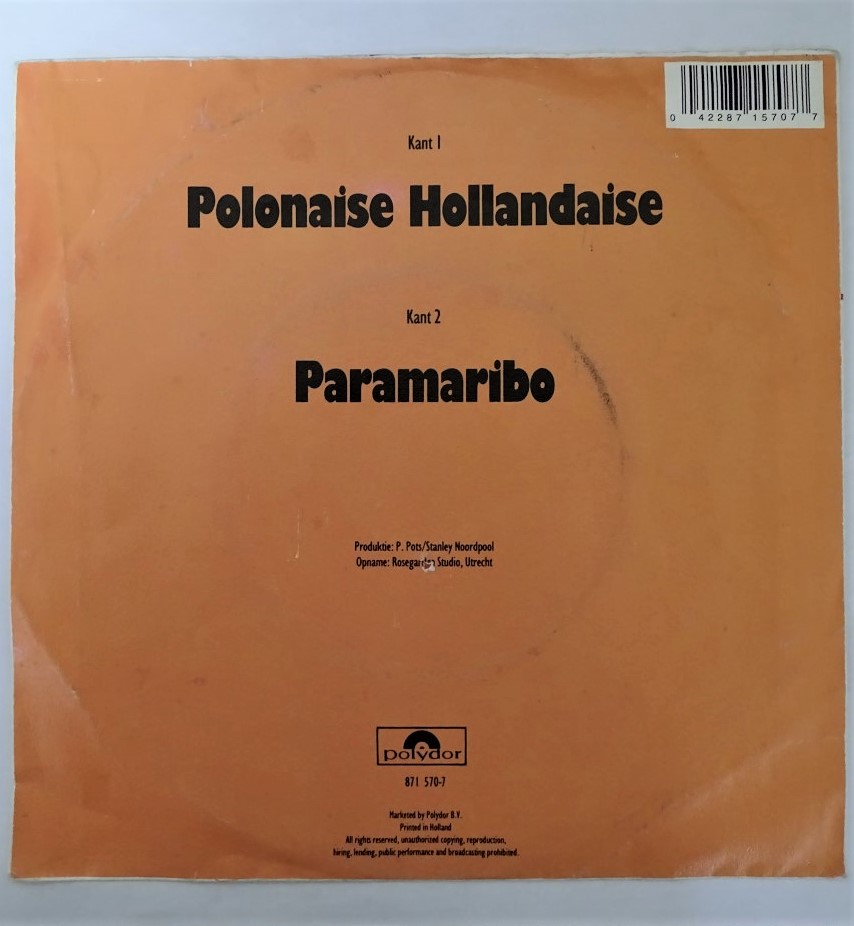 0 42287 15707 7
Kant 1
Polonaise Hollandaise
Kant 2
Paramaribo
Produktie: P. Pots/Stanley Noordpool
Opname: Rosegarden Studio, Utrecht
polydor
871 570-7
Marketed by Polydor B.V.
Printed in Holland
All rights reserved, unauthorized copying, reproduction,
hiring, lending, public performance and broadcasting prohibited.